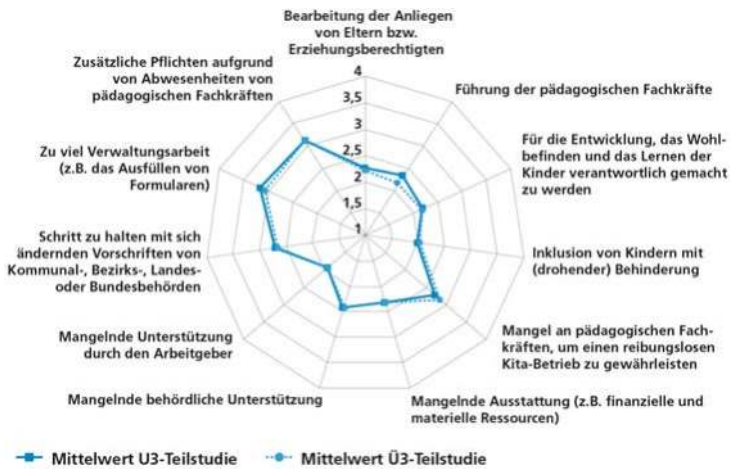 Bearbeitung der Anliegen
von Eltern bzw.
Erziehungsberechtigten
Führung der pädagogischen Fachkräfte
Für die Entwicklung, das Wohl-
befinden und das Lernen der
Kinder verantwortlich gemacht
zu werden
Inklusion von Kindern mit
(drohender) Behinderung
Mangel an pädagogischen Fach-
kräften, um einen reibungslosen
Kita-Betrieb zu gewährleisten
Mangelnde Ausstattung (z.B. finanzielle und
materielle Ressourcen)
Mangelnde behördliche Unterstützung
Mangelnde Unterstützung
durch den Arbeitgeber
Schritt zu halten mit sich
ändernden Vorschriften von
Kommunal-, Bezirks-, Landes-
oder Bundesbehörden
Zu viel Verwaltungsarbeit
(z.B. das Ausfüllen von
Formularen)
Zusätzliche Pflichten aufgrund
von Abwesenheiten von
pädagogischen Fachkräften
4
3,5
3
2,5
2
1,5
1
Mittelwert U3-Teilstudie
Mittelwert Ü3-Teilstudie